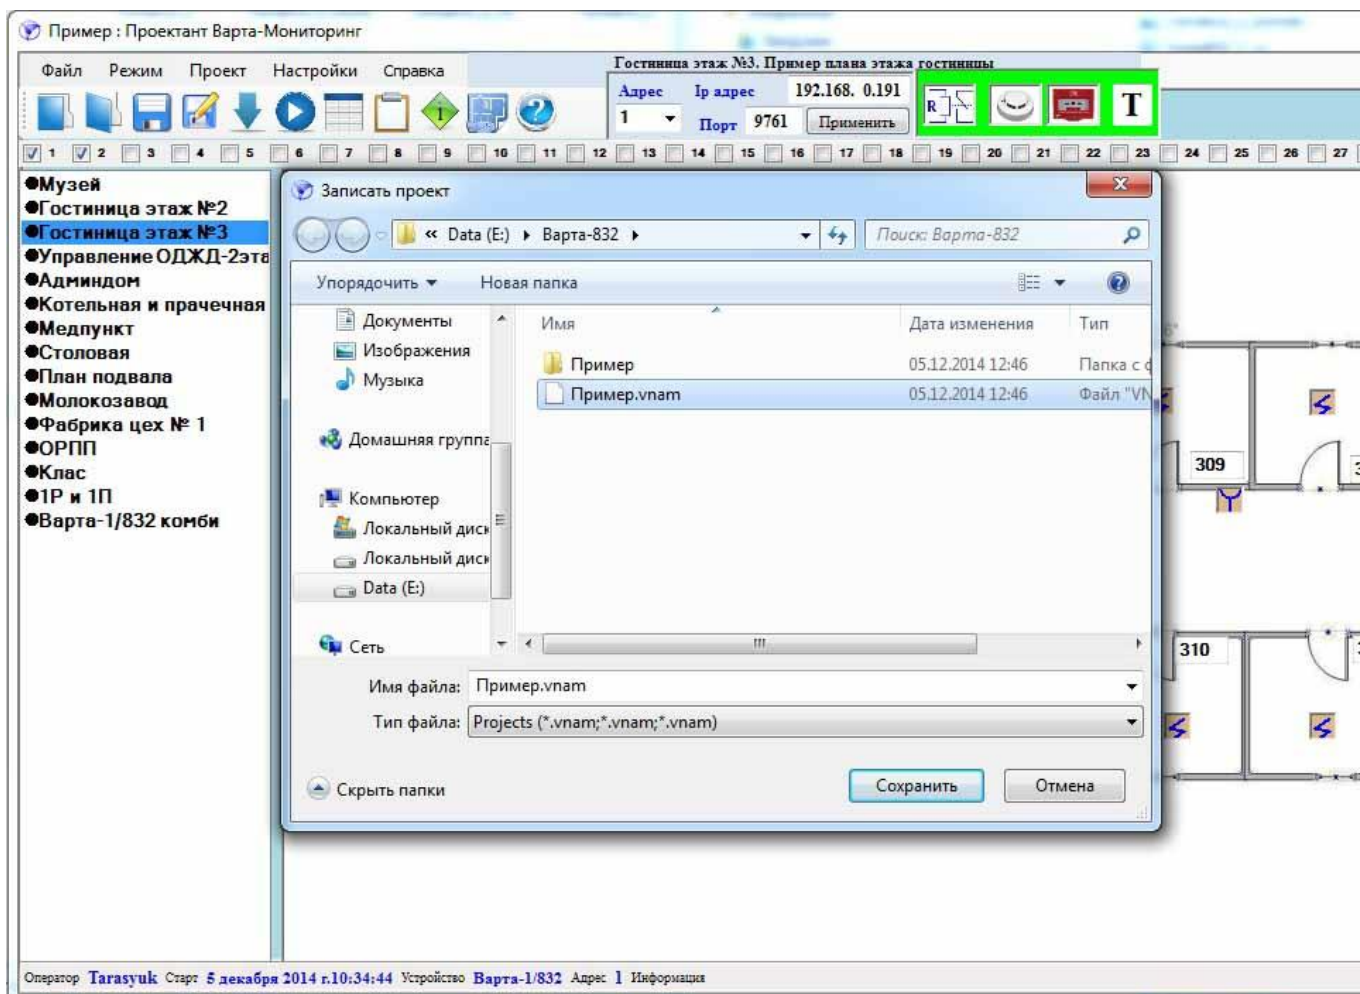 Пример : Проектант Варта-Мониторинг
Файл Режим Проект Настройки Справка
Гостиница этаж №3. Пример плана этажа гостиницы
Адрес Ip адрес 192.168. 0.191
1 Порт 9761 Применить
R T
1 2 3 4 5 6 7 8 9 10 11 12 13 14 15 16 17 18 19 20 21 22 23 24 25 26 27
Музей
Гостиница этаж №2
Гостиница этаж №3
Управление ОДЖД-2эта
Админдом
Котельная и прачечная
Медпункт
Столовая
План подвала
Молокозавод
Фабрика цех № 1
ОРПП
Клас
1Р и 1П
Варта-1/832 комби
Записать проект
« Data (E:) Варта-832
Поиск: Варта-832
Упорядочить Новая папка
Документы
Изображения
Музыка
Домашняя группа
Компьютер
Локальный диск
Локальный диск
Data (E:)
Сеть
Имя Дата изменения Тип
Пример 05.12.2014 12:46 Папка с ф
Пример.vnam 05.12.2014 12:46 Файл "VN
Имя файла: Пример.vnam
Тип файла: Projects (*.vnam;*.vnam;*.vnam)
Скрыть папки Сохранить Отмена
309
310
Оператор Tarasyuk Старт 5 декабря 2014 г.10:34:44 Устройство Варта-1/832 Адрес 1 Информация